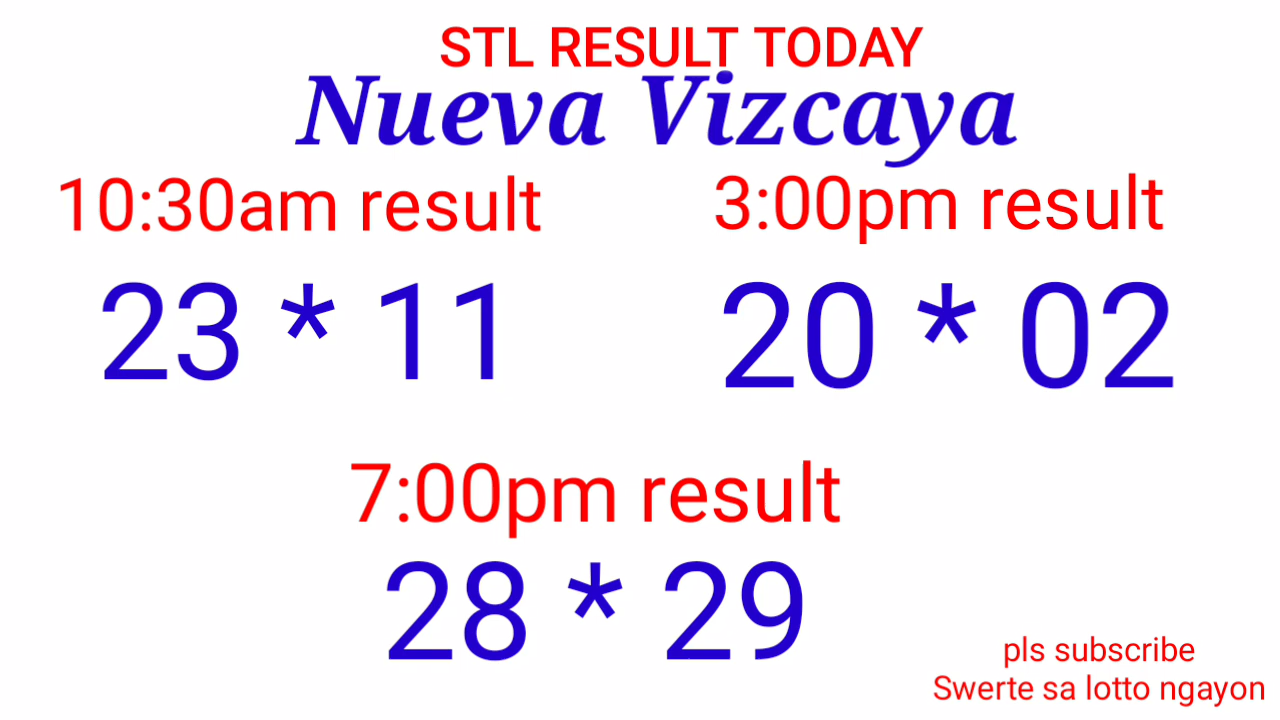 STL RESULT TODAY
Nueva Vizcaya
10:30am result
23 * 11
3:00pm result
20 * 02
7:00pm result
28 * 29
pls subscribe
Swerte sa lotto ngayon